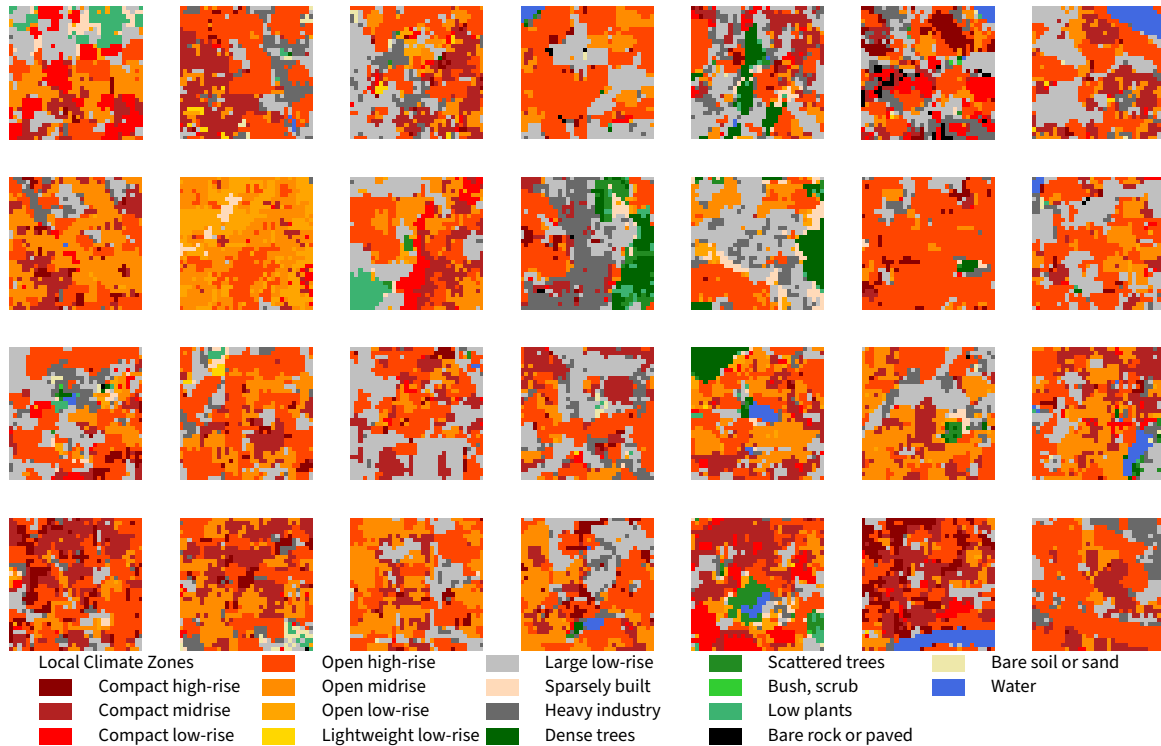 Local Climate Zones
Compact high-rise
Compact midrise
Compact low-rise
Open high-rise
Open midrise
Open low-rise
Lightweight low-rise
Large low-rise
Sparsely built
Heavy industry
Dense trees
Scattered trees
Bush, scrub
Low plants
Bare rock or paved
Bare soil or sand
Water